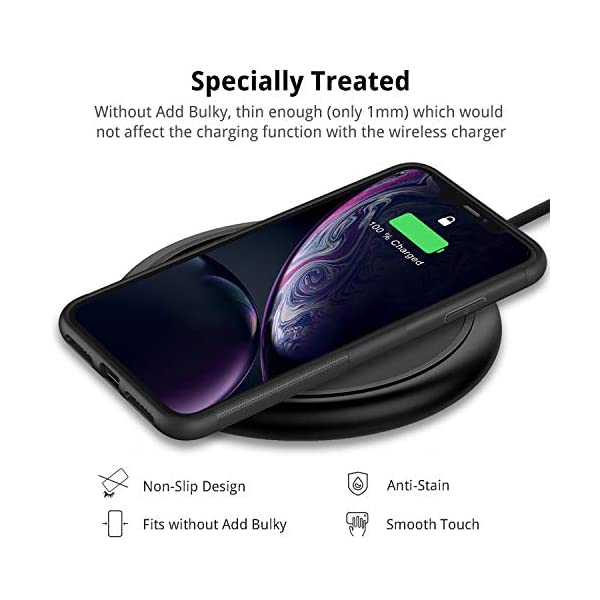 Specially Treated
Without Add Bulky, thin enough (only 1mm) which would
not affect the charging function with the wireless charger
100 % Charged
Non-Slip Design
Anti-Stain
Fits without Add Bulky
Smooth Touch